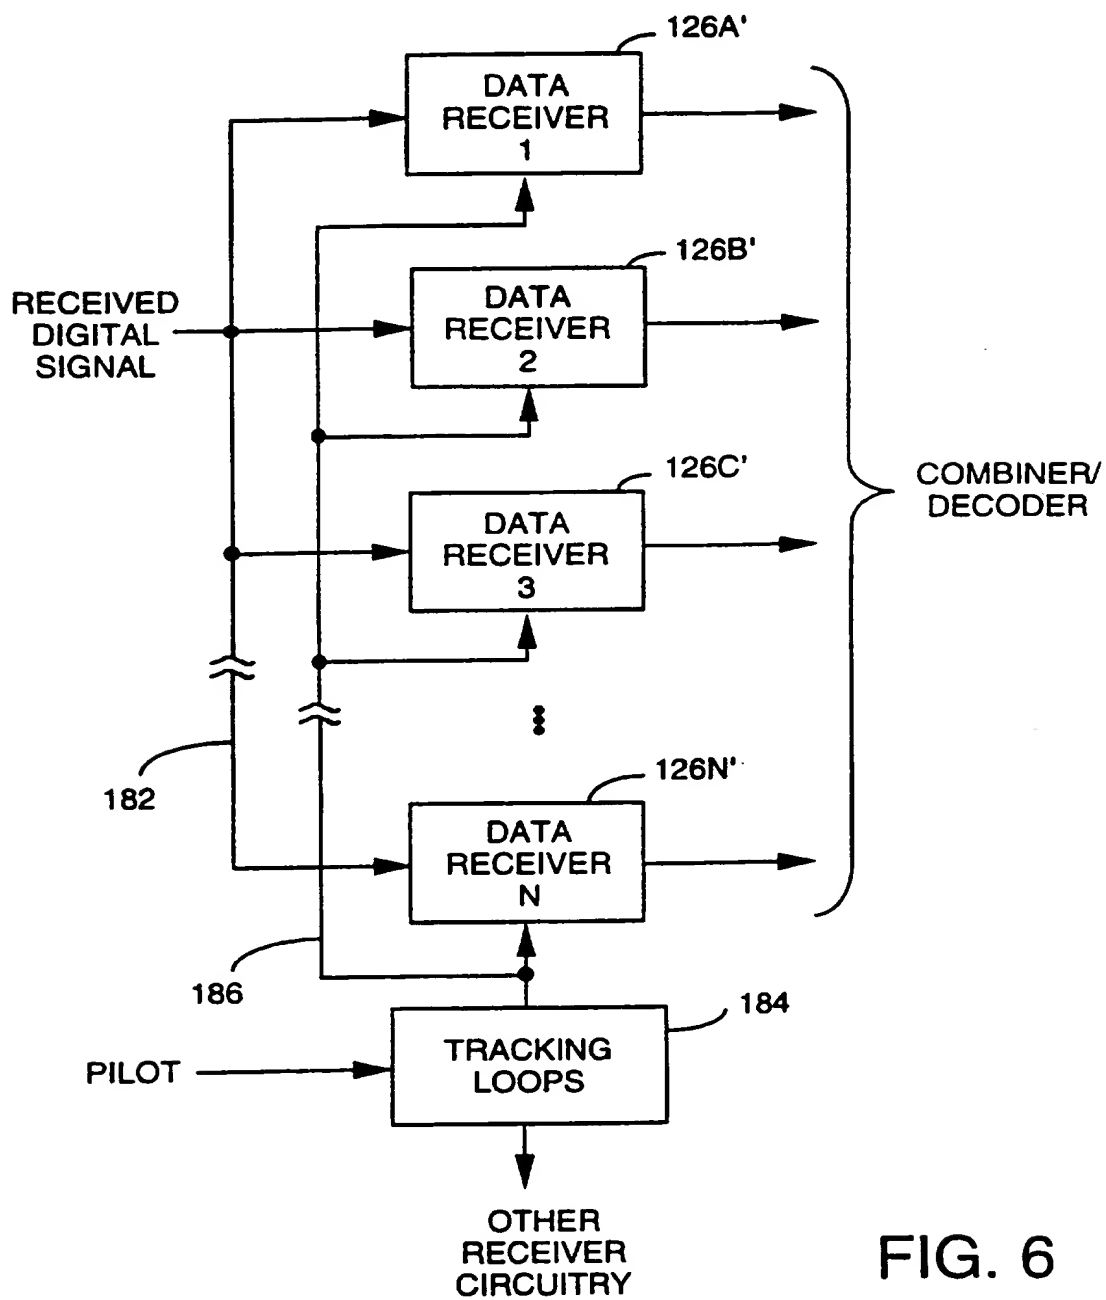 126A'
DATA
RECEIVER
1
126B'
RECEIVED
DIGITAL
SIGNAL
DATA
RECEIVER
2
126C'
DATA
RECEIVER
3
COMBINER/
DECODER
182
126N'
DATA
RECEIVER
N
186
184
PILOT
TRACKING
LOOPS
OTHER
RECEIVER
CIRCUITRY
FIG. 6